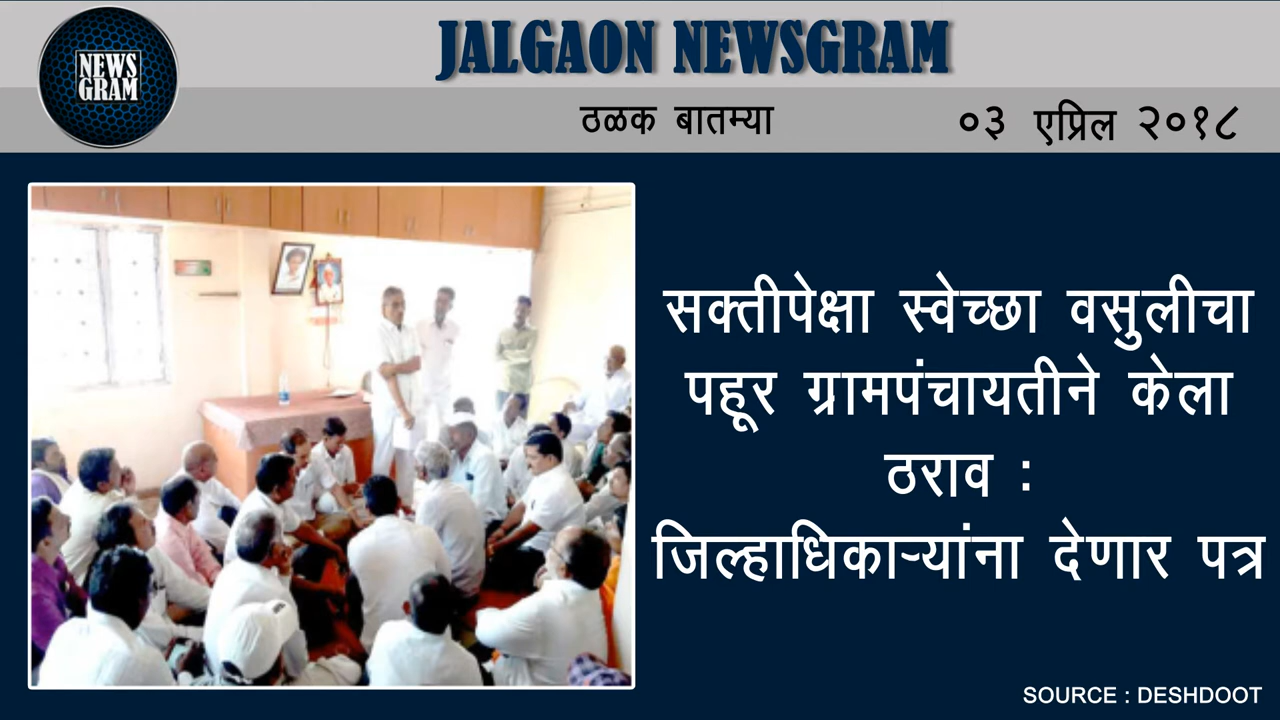 NEWS
GRAM
JALGAON NEWSGRAM
ठळक बातम्या
०३ एप्रिल २०१८
सक्तीपेक्षा स्वेच्छा वसुलीचा
पहूर ग्रामपंचायतीने केला
ठराव :
जिल्हाधिकाऱ्यांना देणार पत्र
SOURCE : DESHDOOT